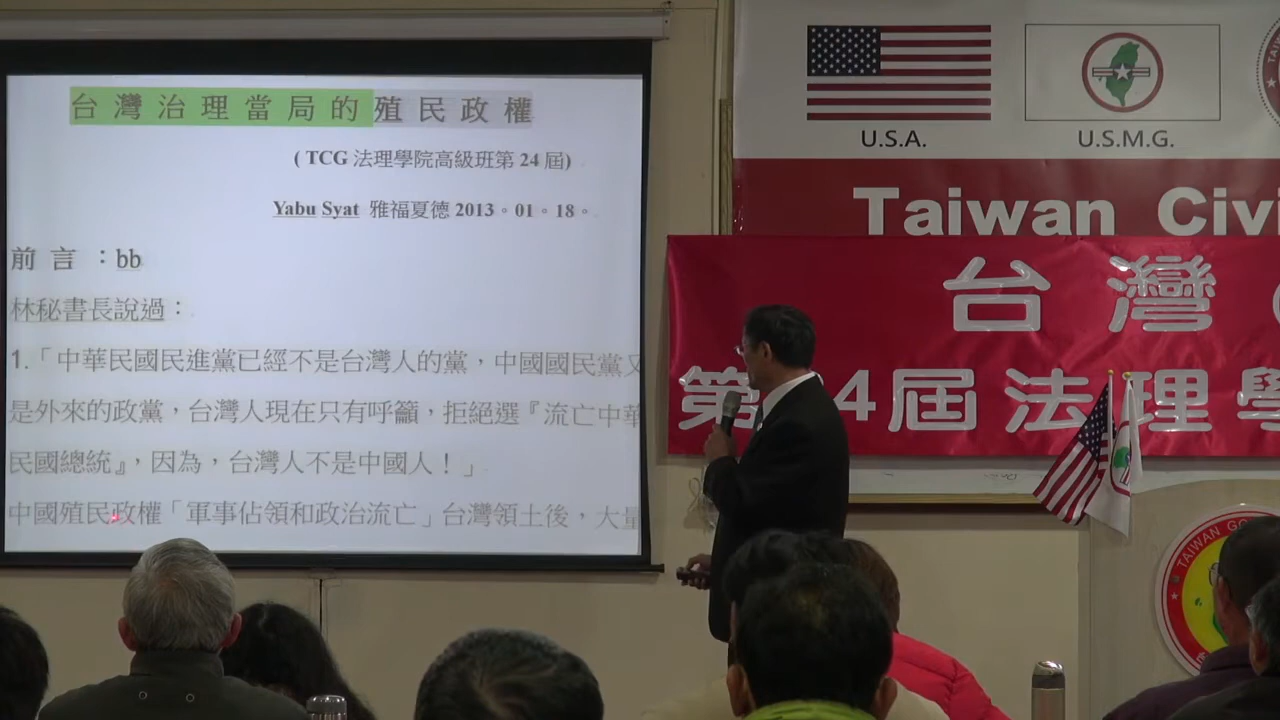 台灣治理當局的殖民政權
( TCG 法理學院高級班第 24 屆)
Yabu Syat 雅福夏德 2013。01。18。
前 言 ：bb
林秘書長說過：
1.「中華民國民進黨已經不是台灣人的黨，中國國民黨又
是外來的政黨，台灣人現在只有呼籲，拒絕選『流亡中華
民國總統』，因為，台灣人不是中國人！」
中國殖民政權「軍事佔領和政治流亡」台灣領土後，大量
U.S.A.
U.S.M.G.
Taiwan Civi
台灣
第 4屆法理學
TAIWAN GO